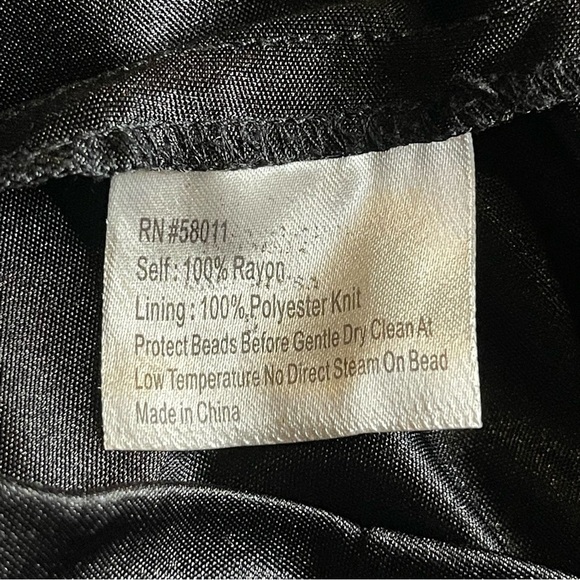 RN #58011
Self : 100% Rayon
Lining : 100% Polyester Knit
Protect Beads Before Gentle Dry Clean At
Low Temperature No Direct Steam On Bead
Made in China